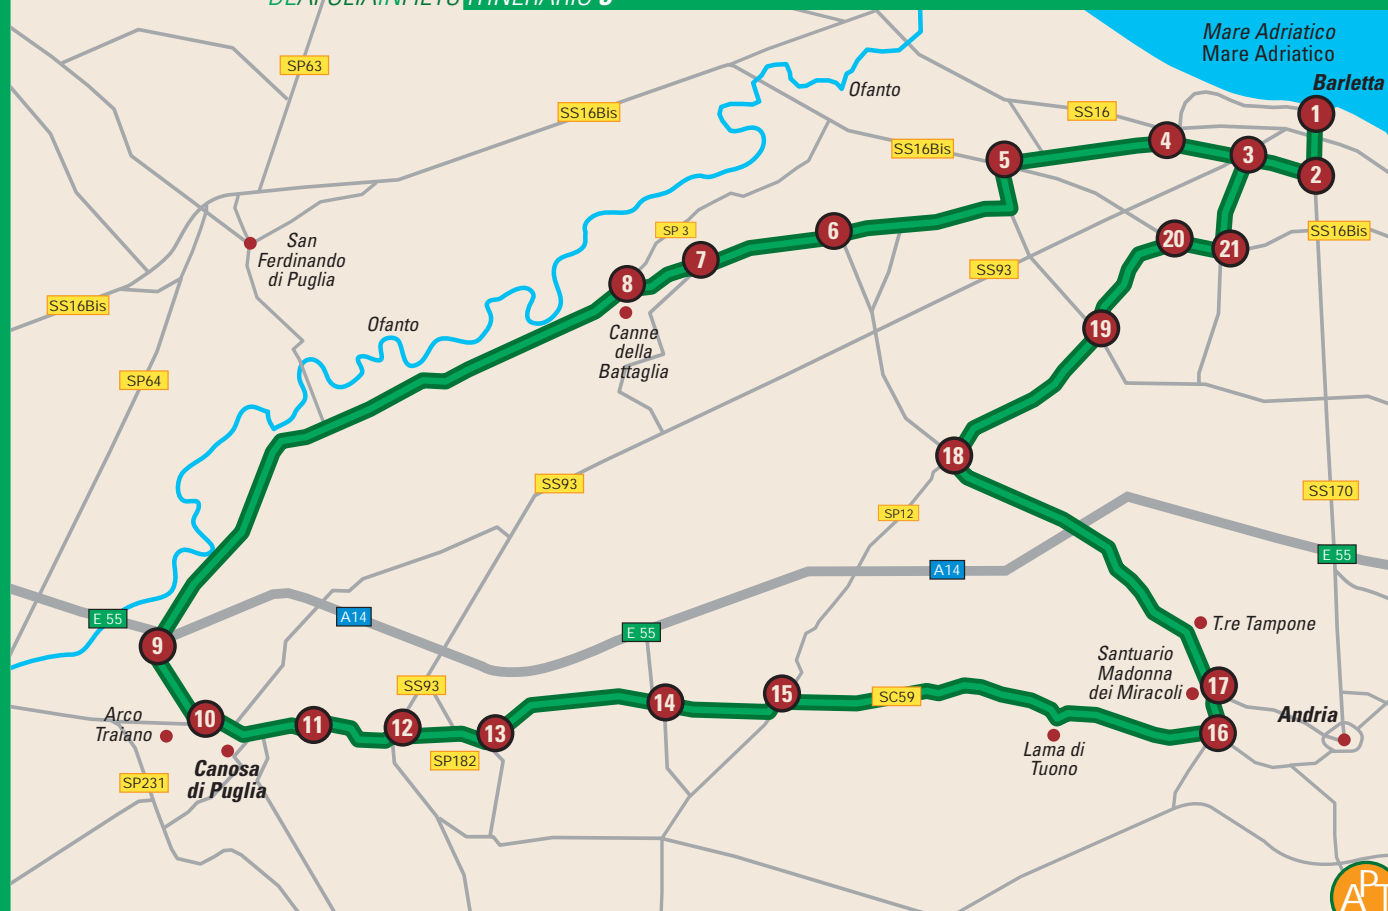 ITINERARIO
Mare Adriatico
Mare Adriatico
Barletta
SP63
Ofanto
SS16Bis
SS16
SS16Bis
1
2
3
4
5
6
7
8
SP 3
20
21
SS16Bis
San
Ferdinando
di Puglia
SS93
SS16Bis
Ofanto
Canne
della
Battaglia
19
SP64
18
SS93
SP12
SS170
E 55
A14
E 55
A14
E 55
T.re Tampone
9
Santuario
Madonna
dei Miracoli
17
SS93
14
15
SC59
Arco
Traiano
10
11
12
13
16
Andria
Lama di
Tuono
SP182
Canosa
di Puglia
SP231
APT